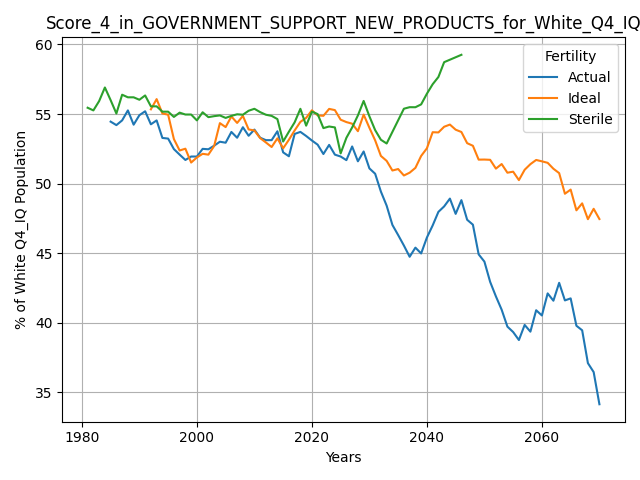 Score_4_in_GOVERNMENT_SUPPORT_NEW_PRODUCTS_for_White_Q4_IQ
60
55
50
45
40
35
% of White Q4_IQ Population
Fertility
Actual
Ideal
Sterile
1980
2000
2020
2040
2060
Years